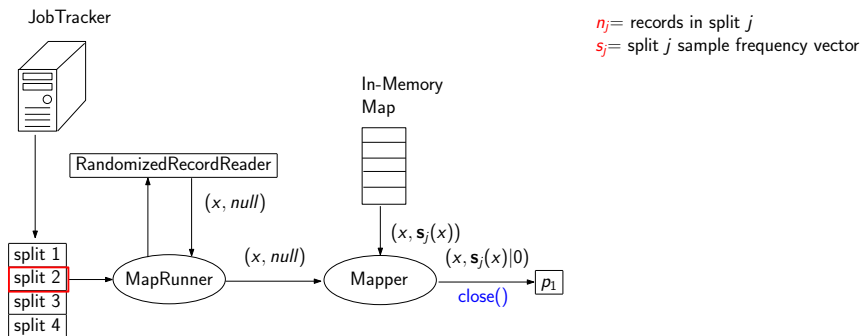 JobTracker
n_j= records in split j
s_j= split j sample frequency vector
In-Memory
Map
RandomizedRecordReader
(x, null)
(x, s_j(x))
split 1
split 2
split 3
split 4
MapRunner
(x, null)
Mapper
(x, s_j(x)|0)
close()
p_1